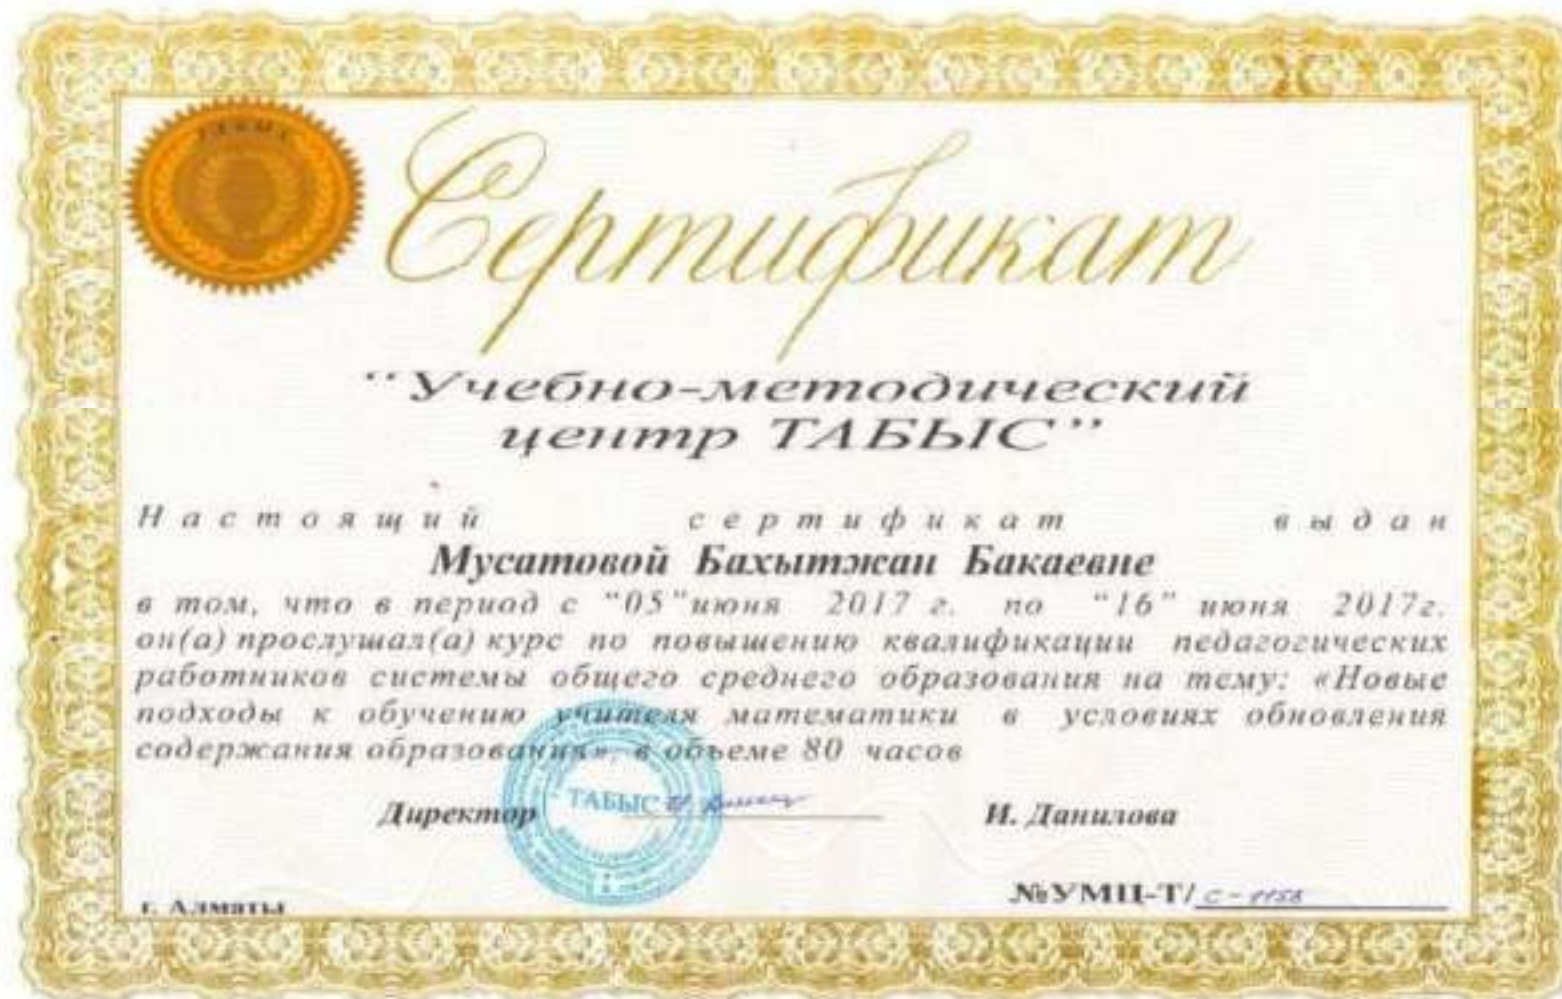 Сертификат
“Учебно-методический
центр ТАБЫС”
Настоящий сертификат выдан
Мусатовой Бахытжан Бакаевне
в том, что в период с “05”июня 2017 г. по “16” июня 2017г.
он(а) прослушал(а) курс по повышению квалификации педагогических
работников системы общего среднего образования на тему: «Новые
подходы к обучению учителя математики в условиях обновления
содержания образования», в объеме 80 часов
Директор ТАБЫС И. Данилова
№УМЦ-Т/ с-1158
г. Алматы